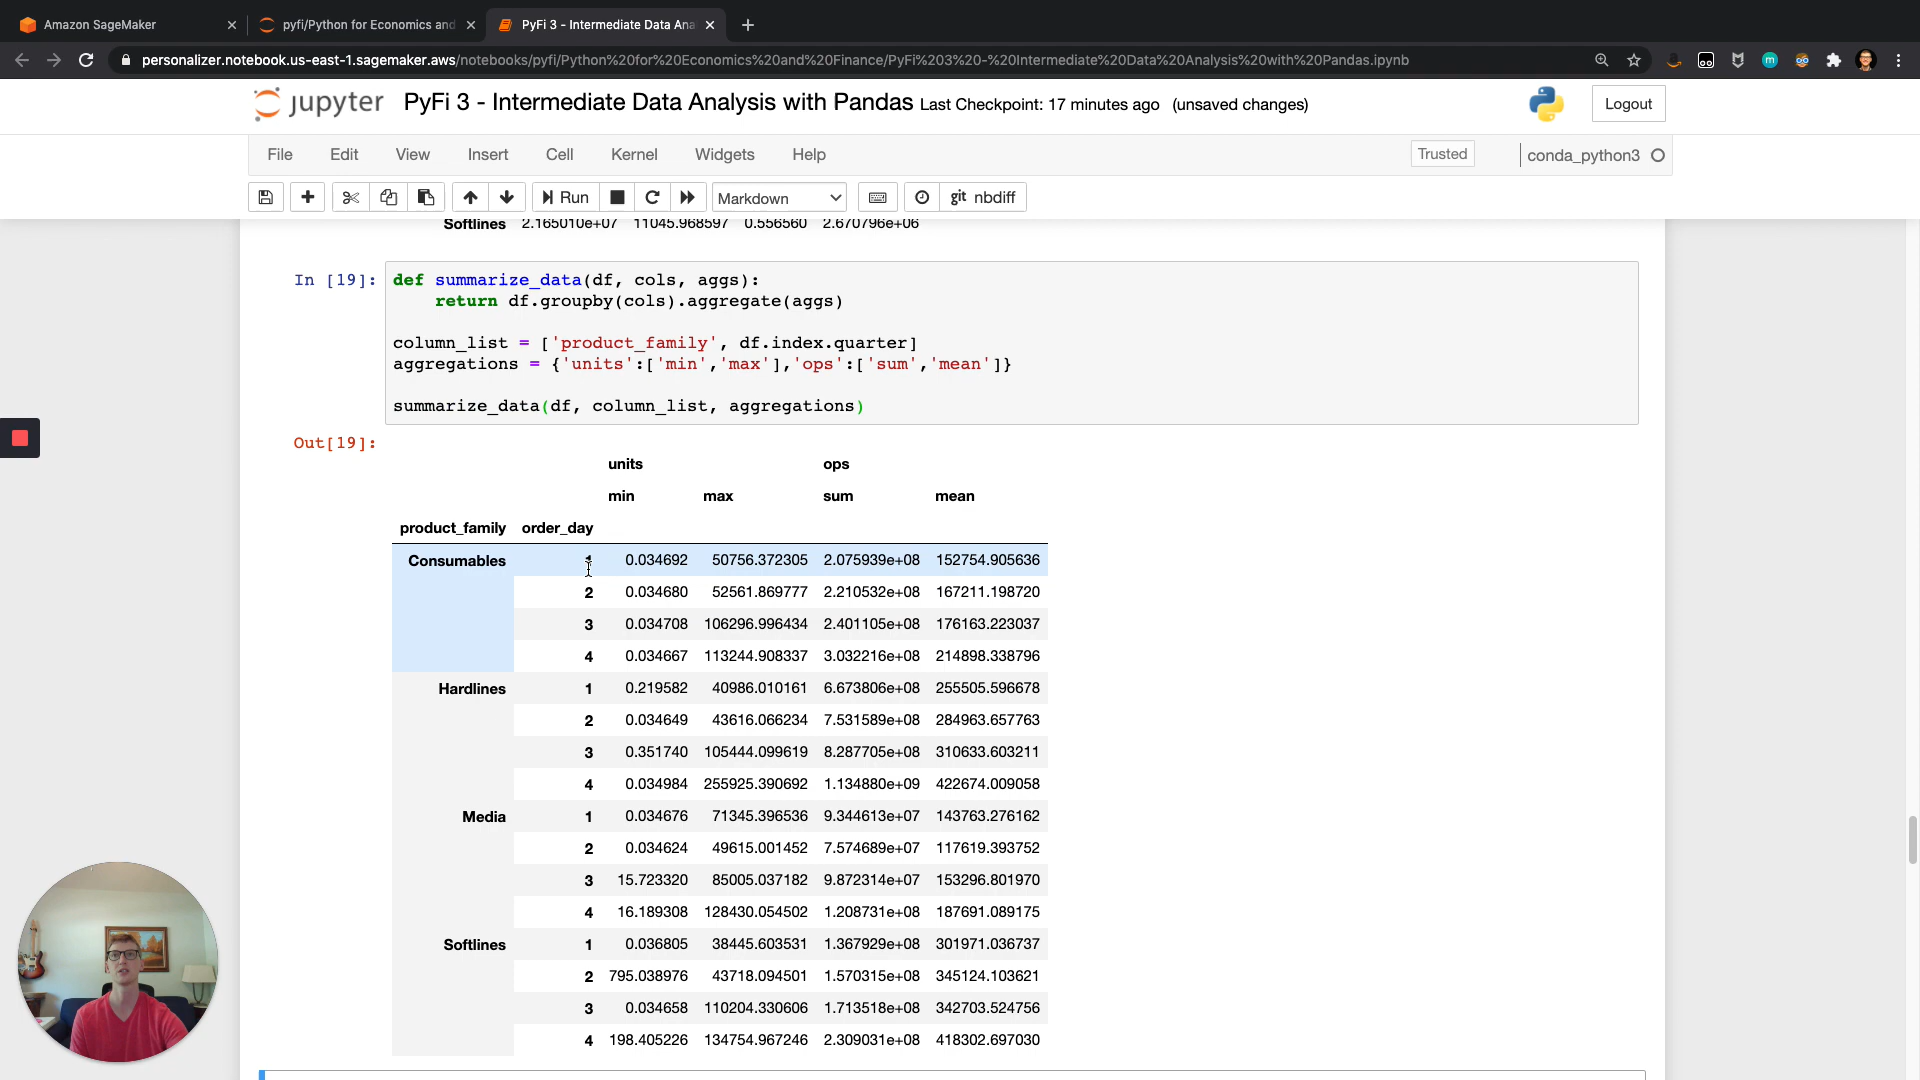 Amazon SageMaker
pyfi/Python for Economics and
PyFi 3 - Intermediate Data Ana
personalizer.notebook.us-east-1.sagemaker.aws/notebooks/pyfi/Python%20for%20Economics%20and%20Finance/PyFi%203%20-%20Intermediate%20Data%20Analysis%20with%20Pandas.ipynb
jupyter PyFi 3 - Intermediate Data Analysis with Pandas Last Checkpoint: 17 minutes ago (unsaved changes) Logout
File Edit View Insert Cell Kernel Widgets Help Trusted conda_python3
Run Markdown git nbdiff
Softlines 2.165010e+07 11045.968597 0.556560 2.670796e+06
In [19]: def summarize_data(df, cols, aggs):
return df.groupby(cols).aggregate(aggs)
column_list = ['product_family', df.index.quarter]
aggregations = {'units':['min','max'],'ops':['sum','mean']}
summarize_data(df, column_list, aggregations)
Out[19]:
units ops
min max sum mean
product_family order_day
Consumables 1 0.034692 50756.372305 2.075939e+08 152754.905636
2 0.034680 52561.869777 2.210532e+08 167211.198720
3 0.034708 106296.996434 2.401105e+08 176163.223037
4 0.034667 113244.908337 3.032216e+08 214898.338796
Hardlines 1 0.219582 40986.010161 6.673806e+08 255505.596678
2 0.034649 43616.066234 7.531589e+08 284963.657763
3 0.351740 105444.099619 8.287705e+08 310633.603211
4 0.034984 255925.390692 1.134880e+09 422674.009058
Media 1 0.034676 71345.396536 9.344613e+07 143763.276162
2 0.034624 49615.001452 7.574689e+07 117619.393752
3 15.723320 85005.037182 9.872314e+07 153296.801970
4 16.189308 128430.054502 1.208731e+08 187691.089175
Softlines 1 0.036805 38445.603531 1.367929e+08 301971.036737
2 795.038976 43718.094501 1.570315e+08 345124.103621
3 0.034658 110204.330606 1.713518e+08 342703.524756
4 198.405226 134754.967246 2.309031e+08 418302.697030